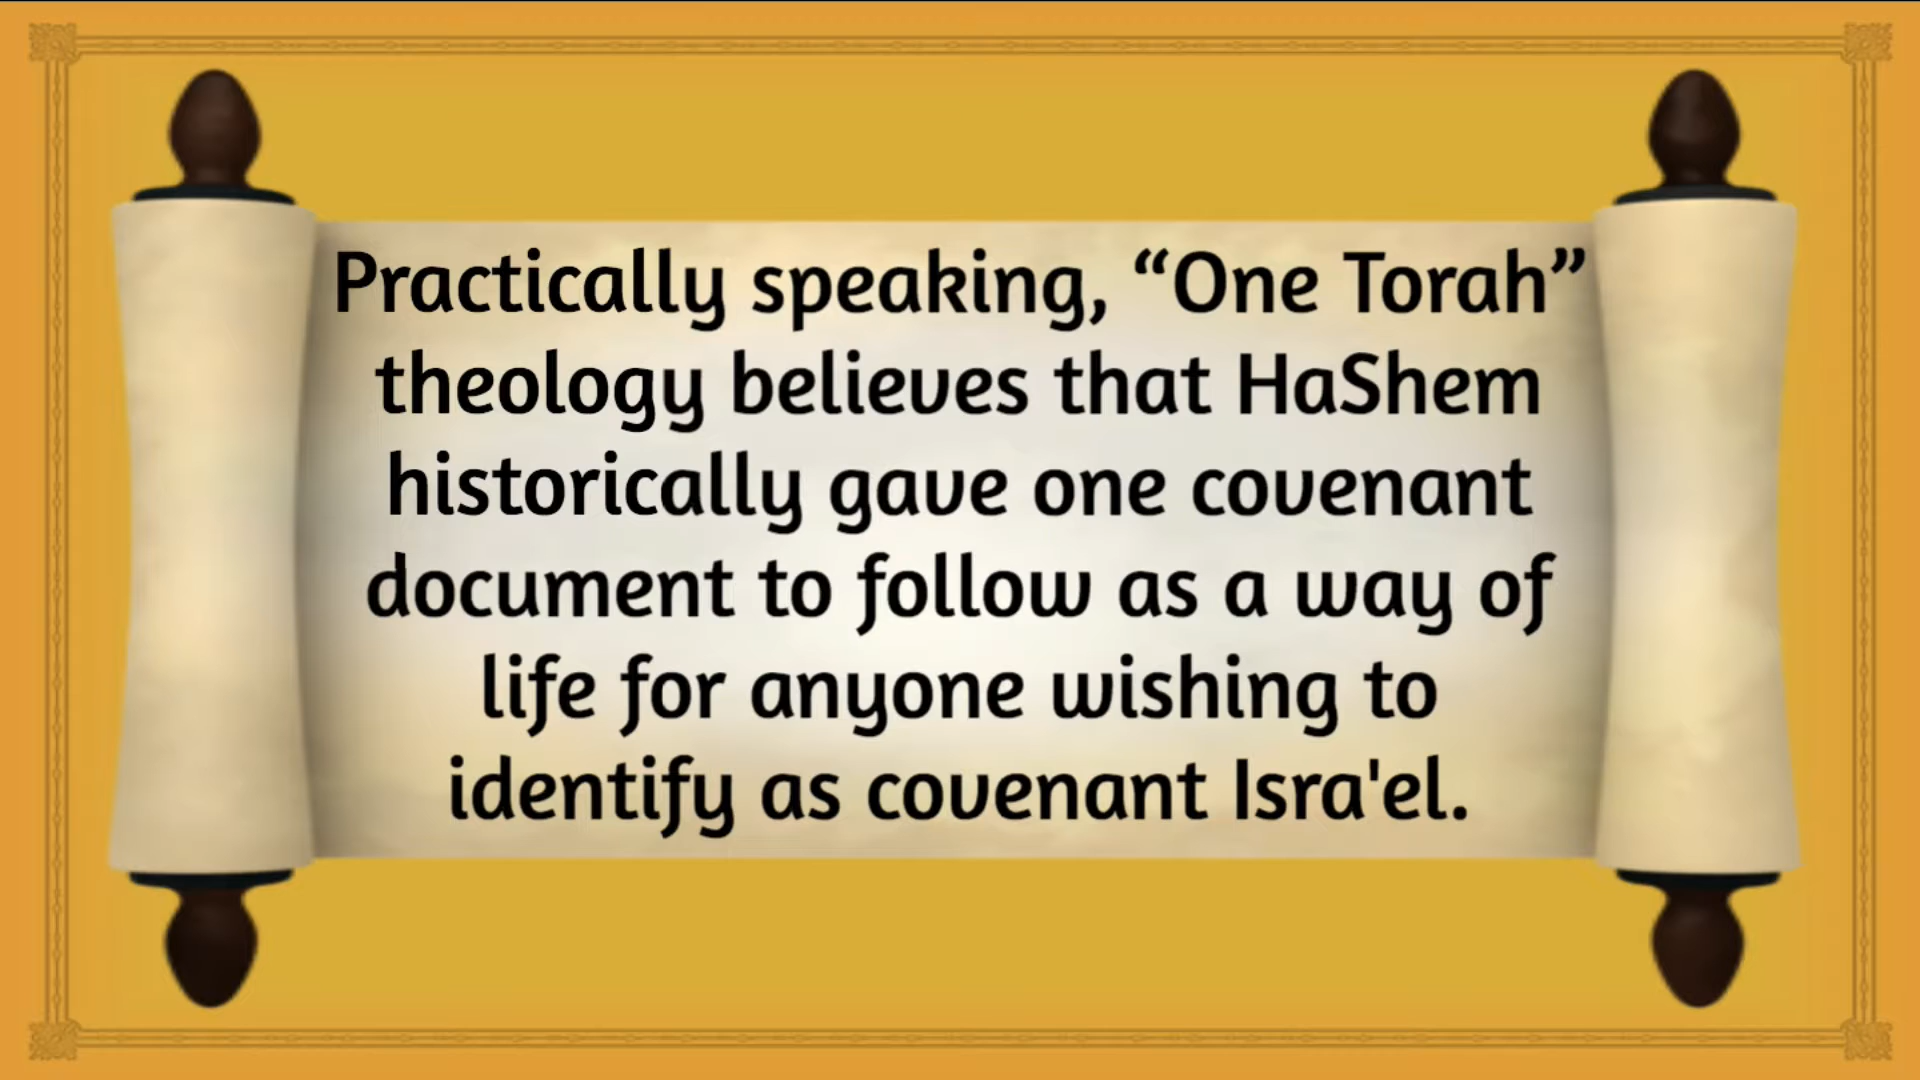 Practically speaking, “One Torah”
theology believes that HaShem
historically gave one covenant
document to follow as a way of
life for anyone wishing to
identify as covenant Isra'el.